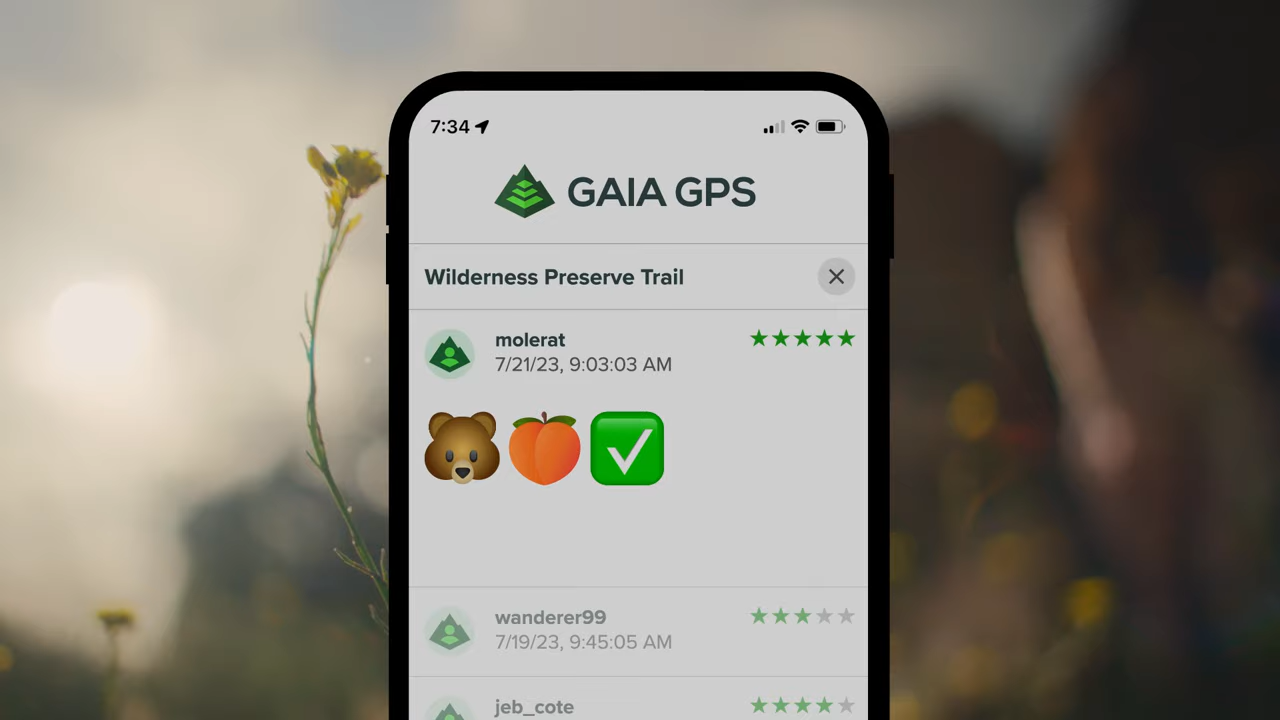 7:34
GAIA GPS
Wilderness Preserve Trail
molerat
7/21/23, 9:03:03 AM
wanderer99
7/19/23, 9:45:05 AM
jeb_cote